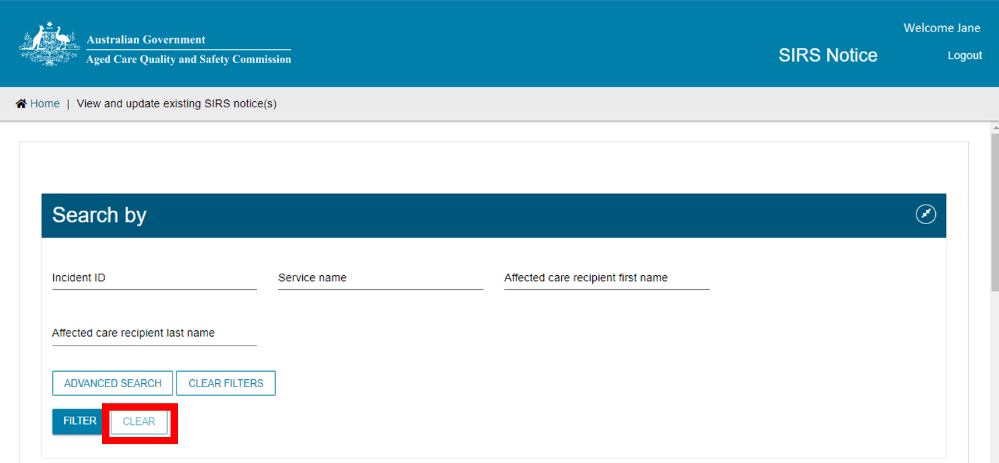 Australian Government
Aged Care Quality and Safety Commission
Welcome Jane
SIRS Notice
Logout
Home | View and update existing SIRS notice(s)
Search by
Incident ID
Service name
Affected care recipient first name
Affected care recipient last name
ADVANCED SEARCH
CLEAR FILTERS
FILTER
CLEAR